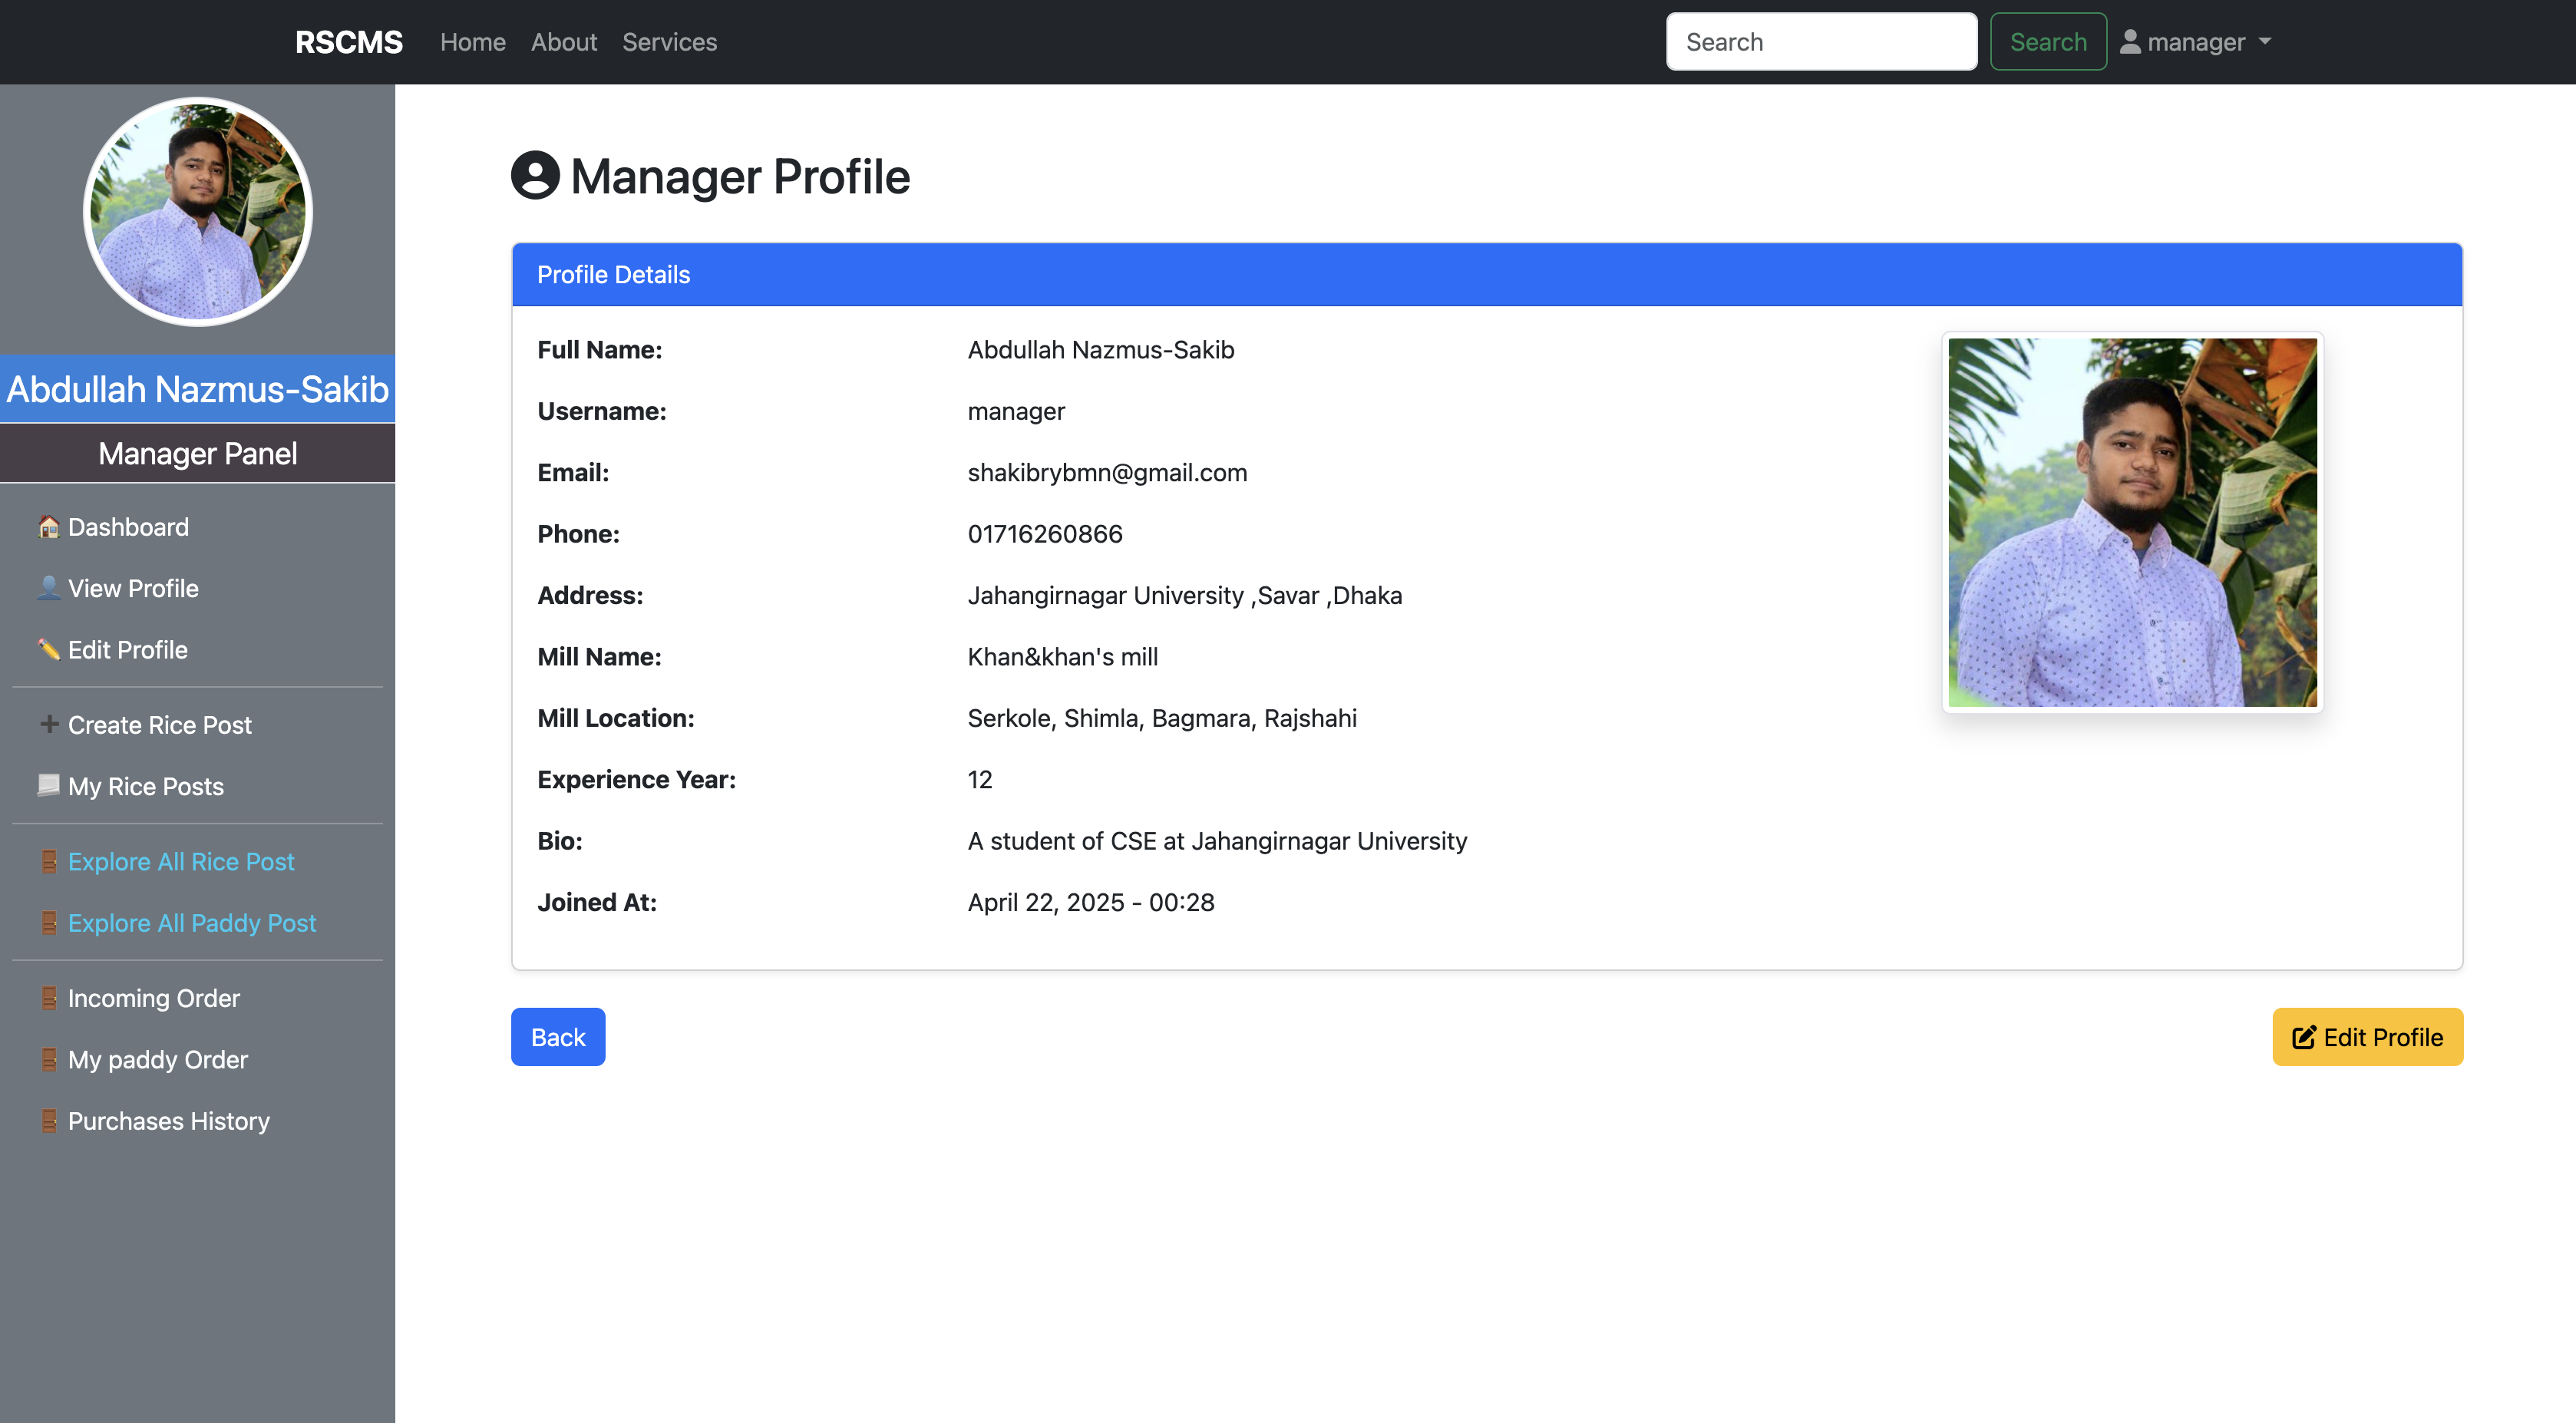 RSCMS Home About Services Search Search manager
Abdullah Nazmus-Sakib
Manager Panel
Dashboard
View Profile
Edit Profile
Create Rice Post
My Rice Posts
Explore All Rice Post
Explore All Paddy Post
Incoming Order
My paddy Order
Purchases History
Manager Profile
Profile Details
Full Name: Abdullah Nazmus-Sakib
Username: manager
Email: shakibrybmn@gmail.com
Phone: 01716260866
Address: Jahangirnagar University ,Savar ,Dhaka
Mill Name: Khan&khan's mill
Mill Location: Serkole, Shimla, Bagmara, Rajshahi
Experience Year: 12
Bio: A student of CSE at Jahangirnagar University
Joined At: April 22, 2025 - 00:28
Back Edit Profile